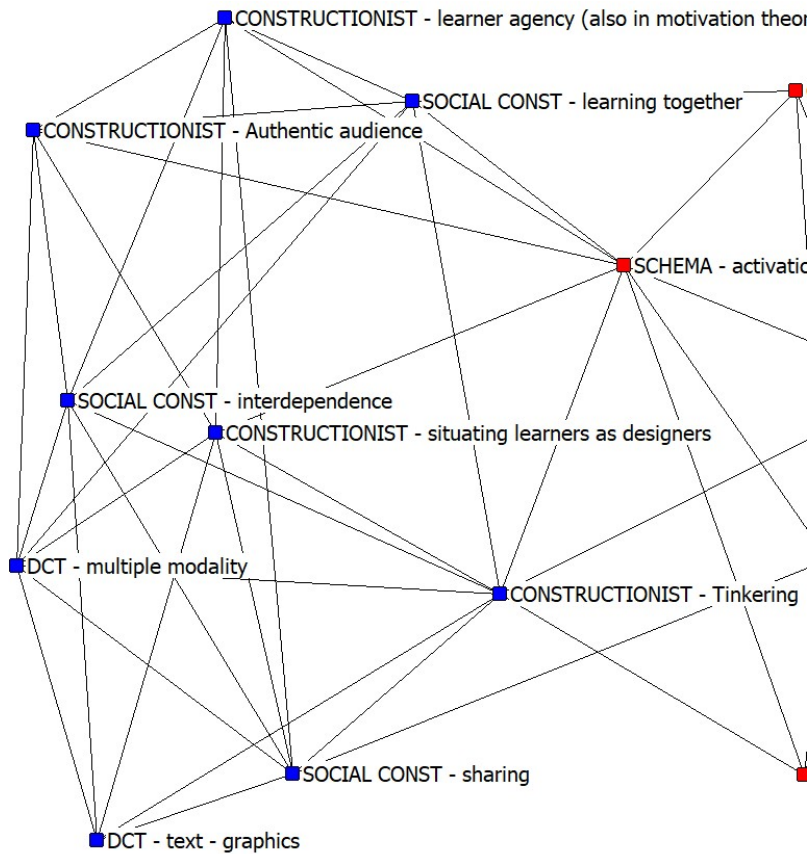 CONSTRUCTIONIST - learner agency (also in motivation theor
SOCIAL CONST - learning together
CONSTRUCTIONIST - Authentic audience
SCHEMA - activatio
SOCIAL CONST - interdependence
CONSTRUCTIONIST - situating learners as designers
DCT - multiple modality
CONSTRUCTIONIST - Tinkering
SOCIAL CONST - sharing
DCT - text - graphics